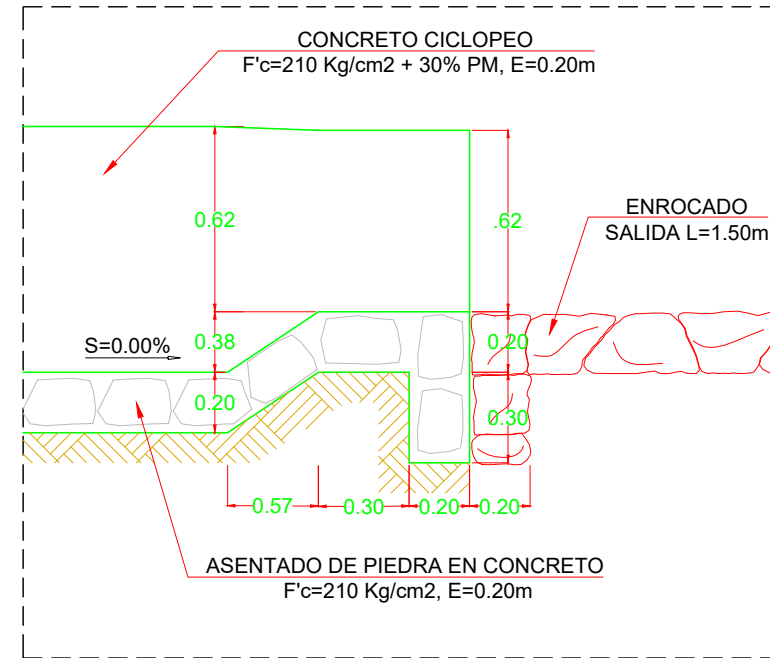 CONCRETO CICLOPEO
F'c=210 Kg/cm2 + 30% PM, E=0.20m
0.62
.62
ENROCADO
SALIDA L=1.50m
S=0.00%
0.38
0.20
0.20
0.30
0.57
0.30
0.20
0.20
ASENTADO DE PIEDRA EN CONCRETO
F'c=210 Kg/cm2, E=0.20m